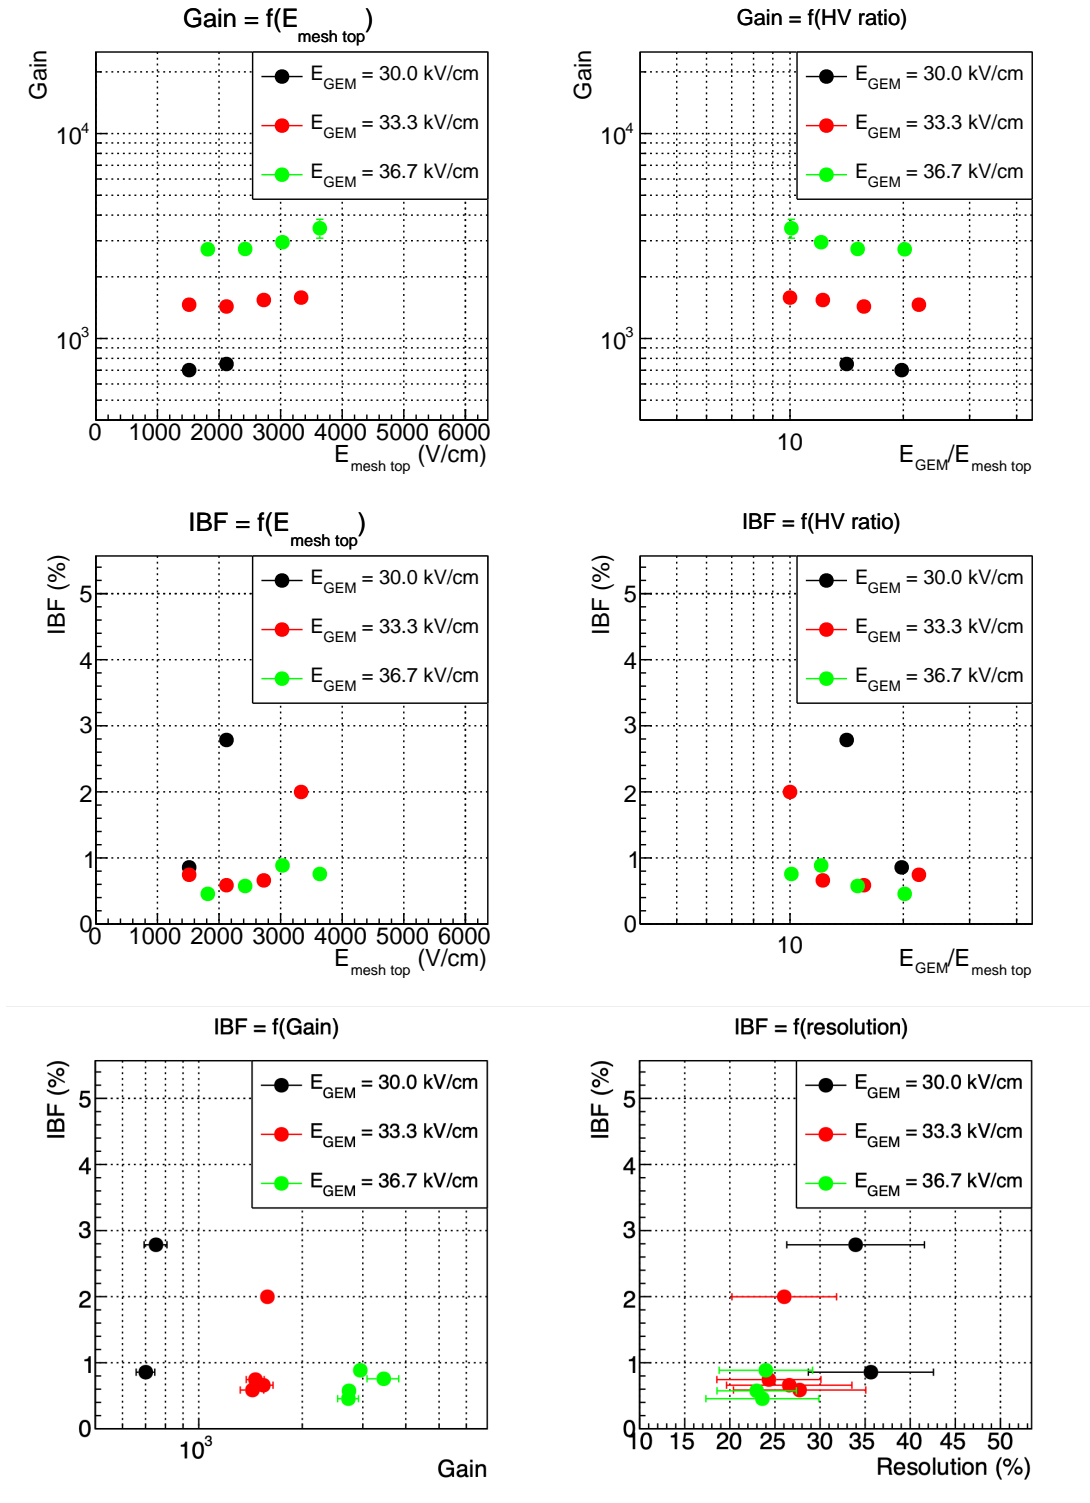 Gain = f(E mesh top)
Gain
E GEM = 30.0 kV/cm
E GEM = 33.3 kV/cm
E GEM = 36.7 kV/cm
10^4
10^3
0 1000 2000 3000 4000 5000 6000
E mesh top (V/cm)
Gain = f(HV ratio)
Gain
E GEM = 30.0 kV/cm
E GEM = 33.3 kV/cm
E GEM = 36.7 kV/cm
10^4
10^3
10
E GEM/E mesh top
IBF = f(E mesh top)
IBF (%)
E GEM = 30.0 kV/cm
E GEM = 33.3 kV/cm
E GEM = 36.7 kV/cm
5
4
3
2
1
0
0 1000 2000 3000 4000 5000 6000
E mesh top (V/cm)
IBF = f(HV ratio)
IBF (%)
E GEM = 30.0 kV/cm
E GEM = 33.3 kV/cm
E GEM = 36.7 kV/cm
5
4
3
2
1
0
10
E GEM/E mesh top
IBF = f(Gain)
IBF (%)
E GEM = 30.0 kV/cm
E GEM = 33.3 kV/cm
E GEM = 36.7 kV/cm
5
4
3
2
1
0
10^3
Gain
IBF = f(resolution)
IBF (%)
E GEM = 30.0 kV/cm
E GEM = 33.3 kV/cm
E GEM = 36.7 kV/cm
5
4
3
2
1
0
10 15 20 25 30 35 40 45 50
Resolution (%)